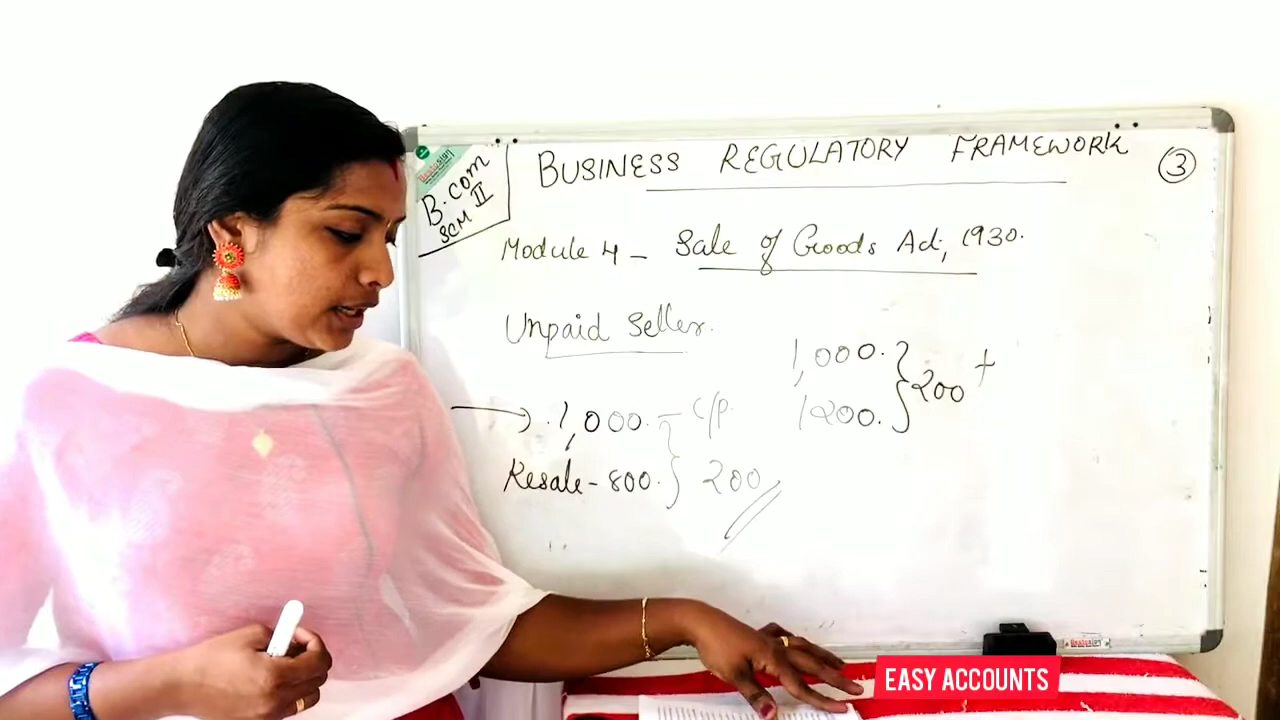 BUSINESS REGULATORY FRAMEWORK
3
B.com
SEM II
Module 4 - Sale of Goods Act, 1930.
Unpaid Seller.
1,000.
1200. } 200 +
1,000. - C/P.
Resale - 800. } 200
EASY ACCOUNTS